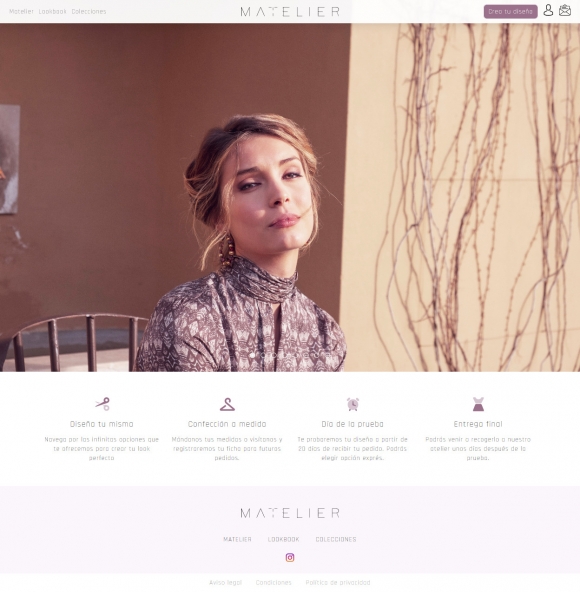 Matelier Lookbook Colecciones
MATELIER
Crea tu diseño
Diseña tu misma
Navega por las infinitas opciones que
te ofrecemos para crear tu look
perfecto
Confección a medida
Mándanos tus medidas o visítanos y
registraremos tu ficha para futuros
pedidos.
Día de la prueba
Te probaremos tu diseño a partir de
30 días de recibir tu pedido. Podrás
elegir opción exprés.
Entrega final
Podrás venir a recogerlo a nuestro
atelier unos días después de la
prueba.
MATELIER
MATELIER LOOKBOOK COLECCIONES
Aviso legal Condiciones Política de privacidad